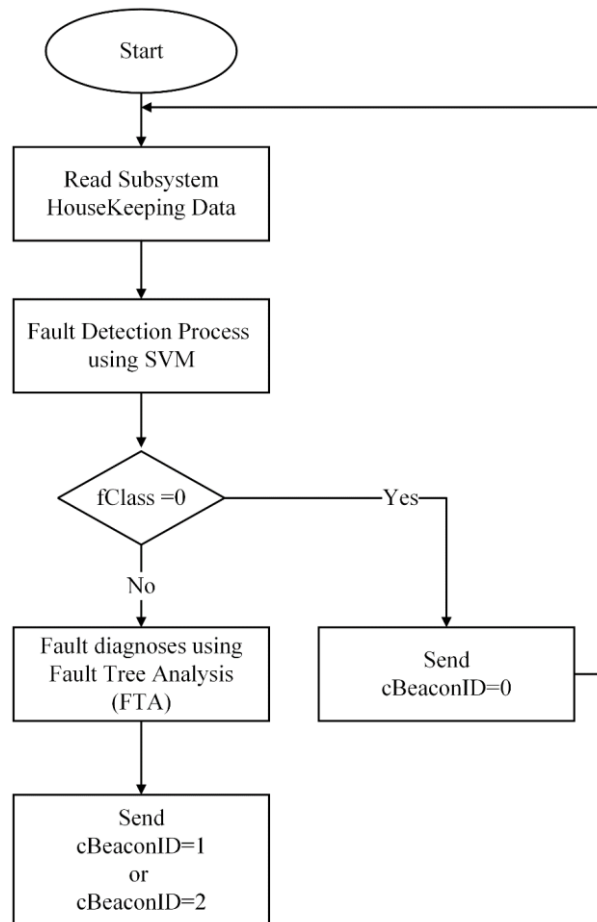 Start
Read Subsystem
HouseKeeping Data
Fault Detection Process
using SVM
fClass =0
Yes
No
Fault diagnoses using
Fault Tree Analysis
(FTA)
Send
cBeaconID=0
Send
cBeaconID=1
or
cBeaconID=2